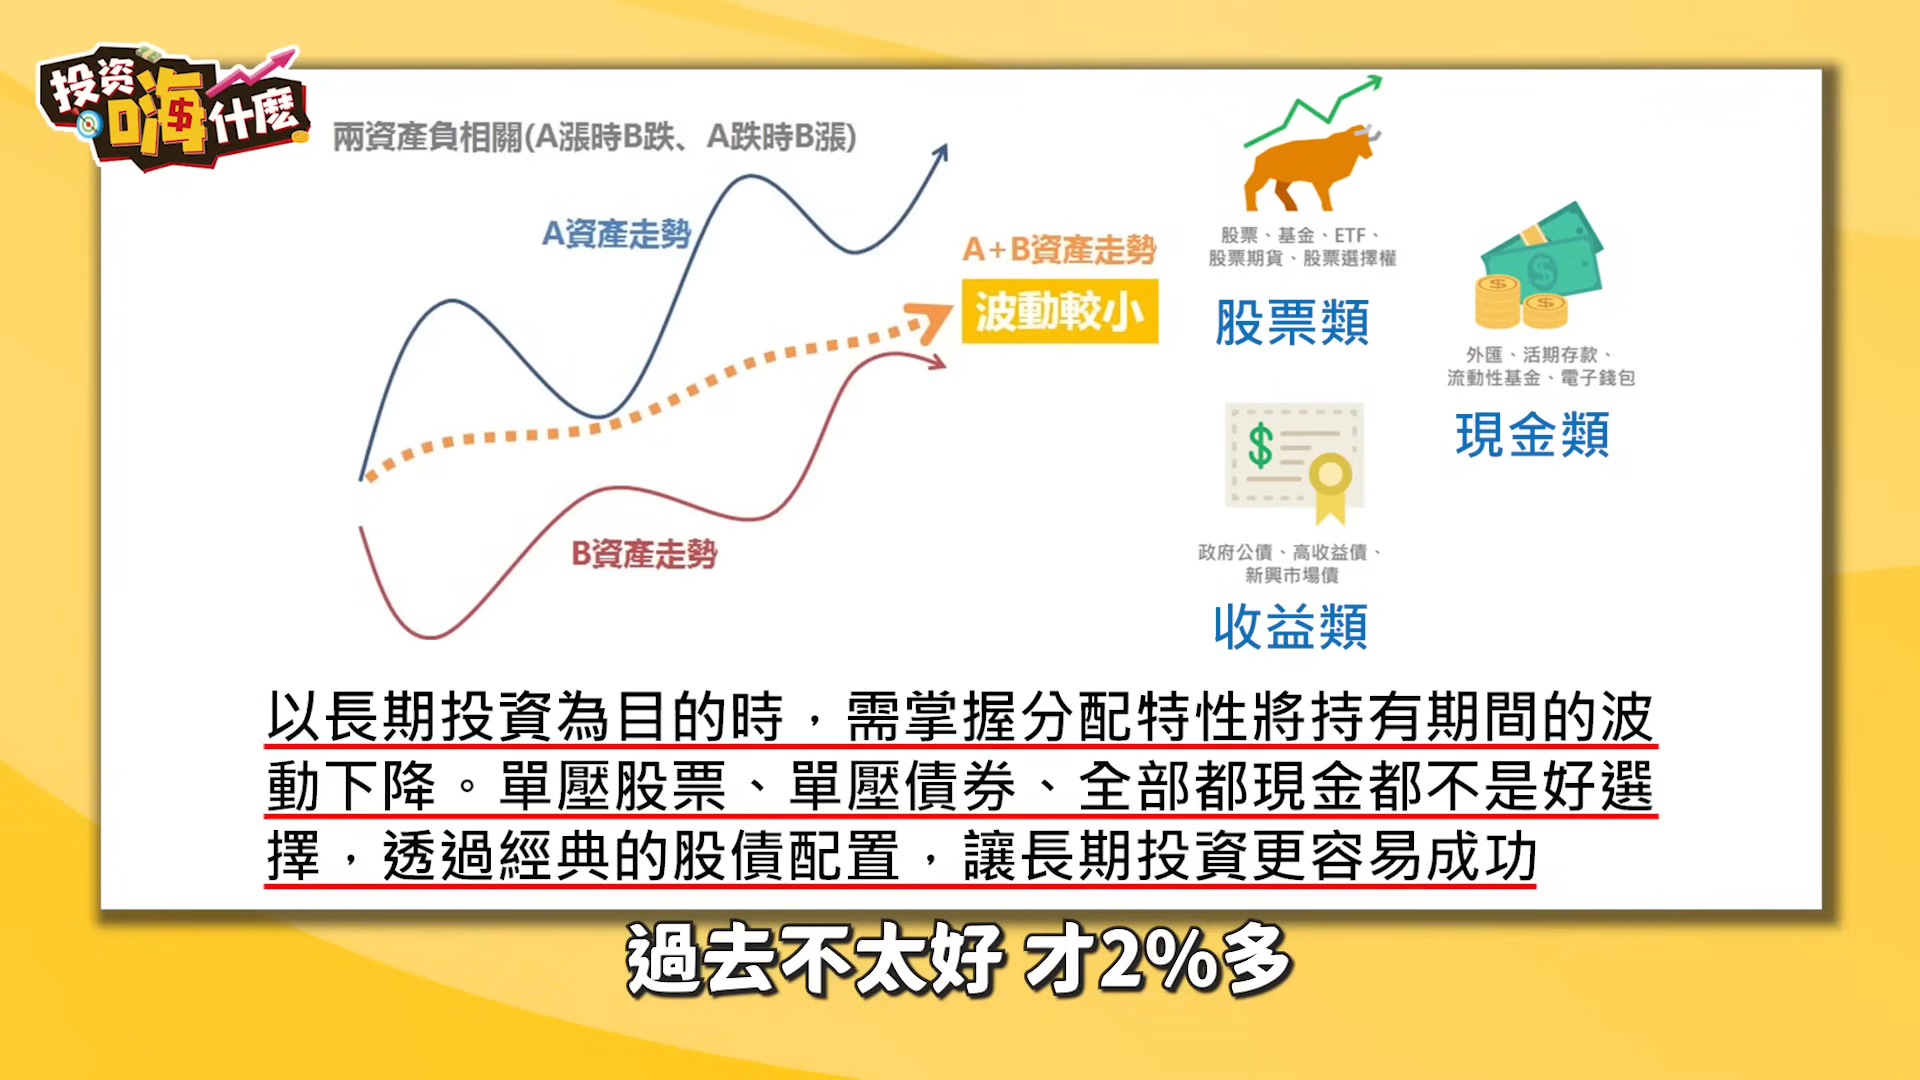 投资嗨什麼
兩資產負相關(A漲時B跌、A跌時B漲)
A資產走勢
B資產走勢
A+B資產走勢
波動較小
股票、基金、ETF、
股票期貨、股票選擇權
股票類
外匯、活期存款、
流動性基金、電子錢包
現金類
政府公債、高收益債、
新興市場債
收益類
以長期投資為目的時，需掌握分配特性將持有期間的波
動下降。單壓股票、單壓債券、全部都現金都不是好選
擇，透過經典的股債配置，讓長期投資更容易成功
過去不太好 才2%多